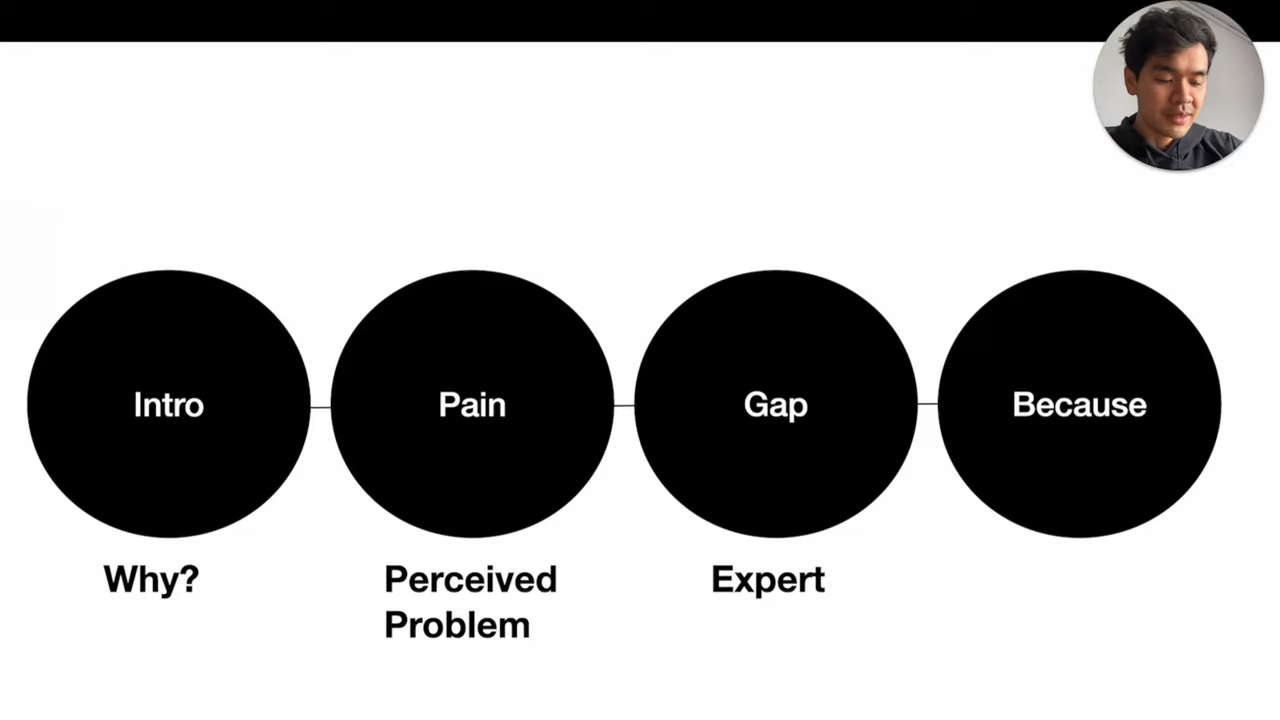 Intro
Pain
Gap
Because
Why?
Perceived
Problem
Expert